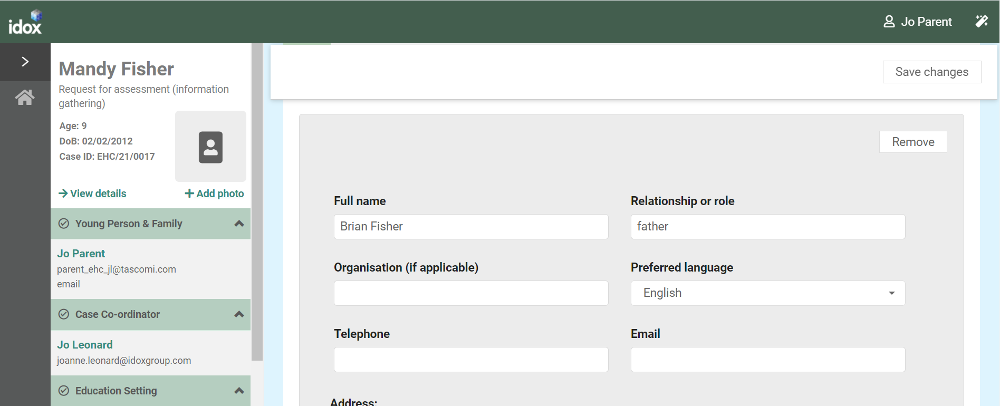 idox
Jo Parent
Mandy Fisher
Request for assessment (information
gathering)
Age: 9
DoB: 02/02/2012
Case ID: EHC/21/0017
View details
Add photo
Young Person & Family
Jo Parent
parent_ehc_jl@tascomi.com
email
Case Co-ordinator
Jo Leonard
joanne.leonard@idoxgroup.com
Education Setting
Save changes
Remove
Full name
Relationship or role
Brian Fisher
father
Organisation (if applicable)
Preferred language
English
Telephone
Email
Address: